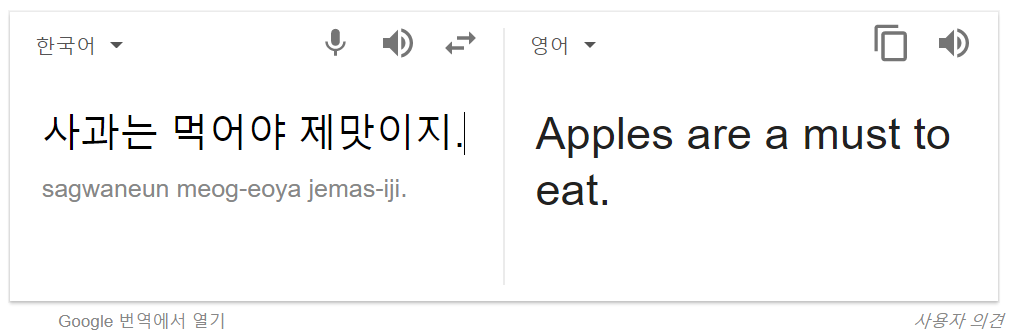 한국어
영어
사과는 먹어야 제맛이지.
sagwaneun meog-eoya jemas-iji.
Apples are a must to
eat.
Google 번역에서 열기
사용자 의견